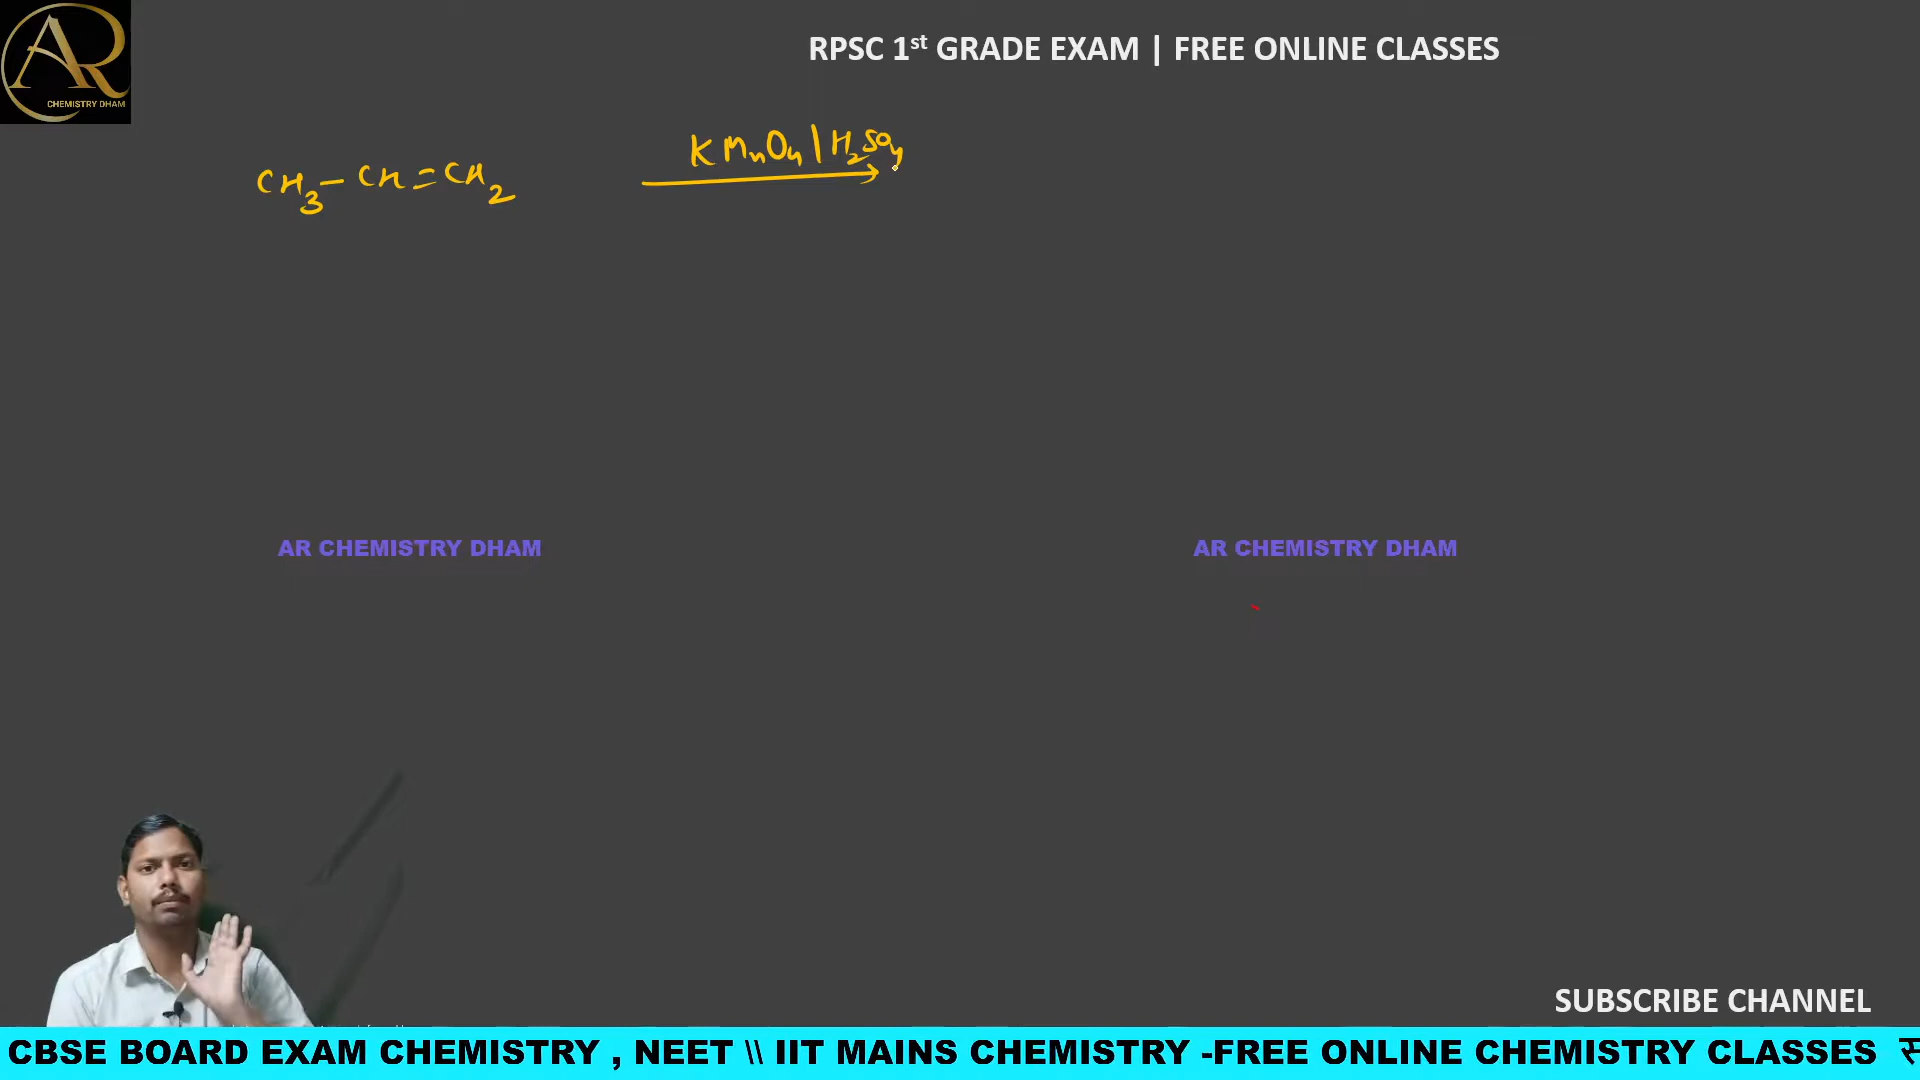 AR
CHEMISTRY DHAM
RPSC 1st GRADE EXAM | FREE ONLINE CLASSES
CH3-CH=CH2
KMnO4|H2SO4
AR CHEMISTRY DHAM
AR CHEMISTRY DHAM
SUBSCRIBE CHANNEL
CBSE BOARD EXAM CHEMISTRY , NEET \\ IIT MAINS CHEMISTRY -FREE ONLINE CHEMISTRY CLASSES